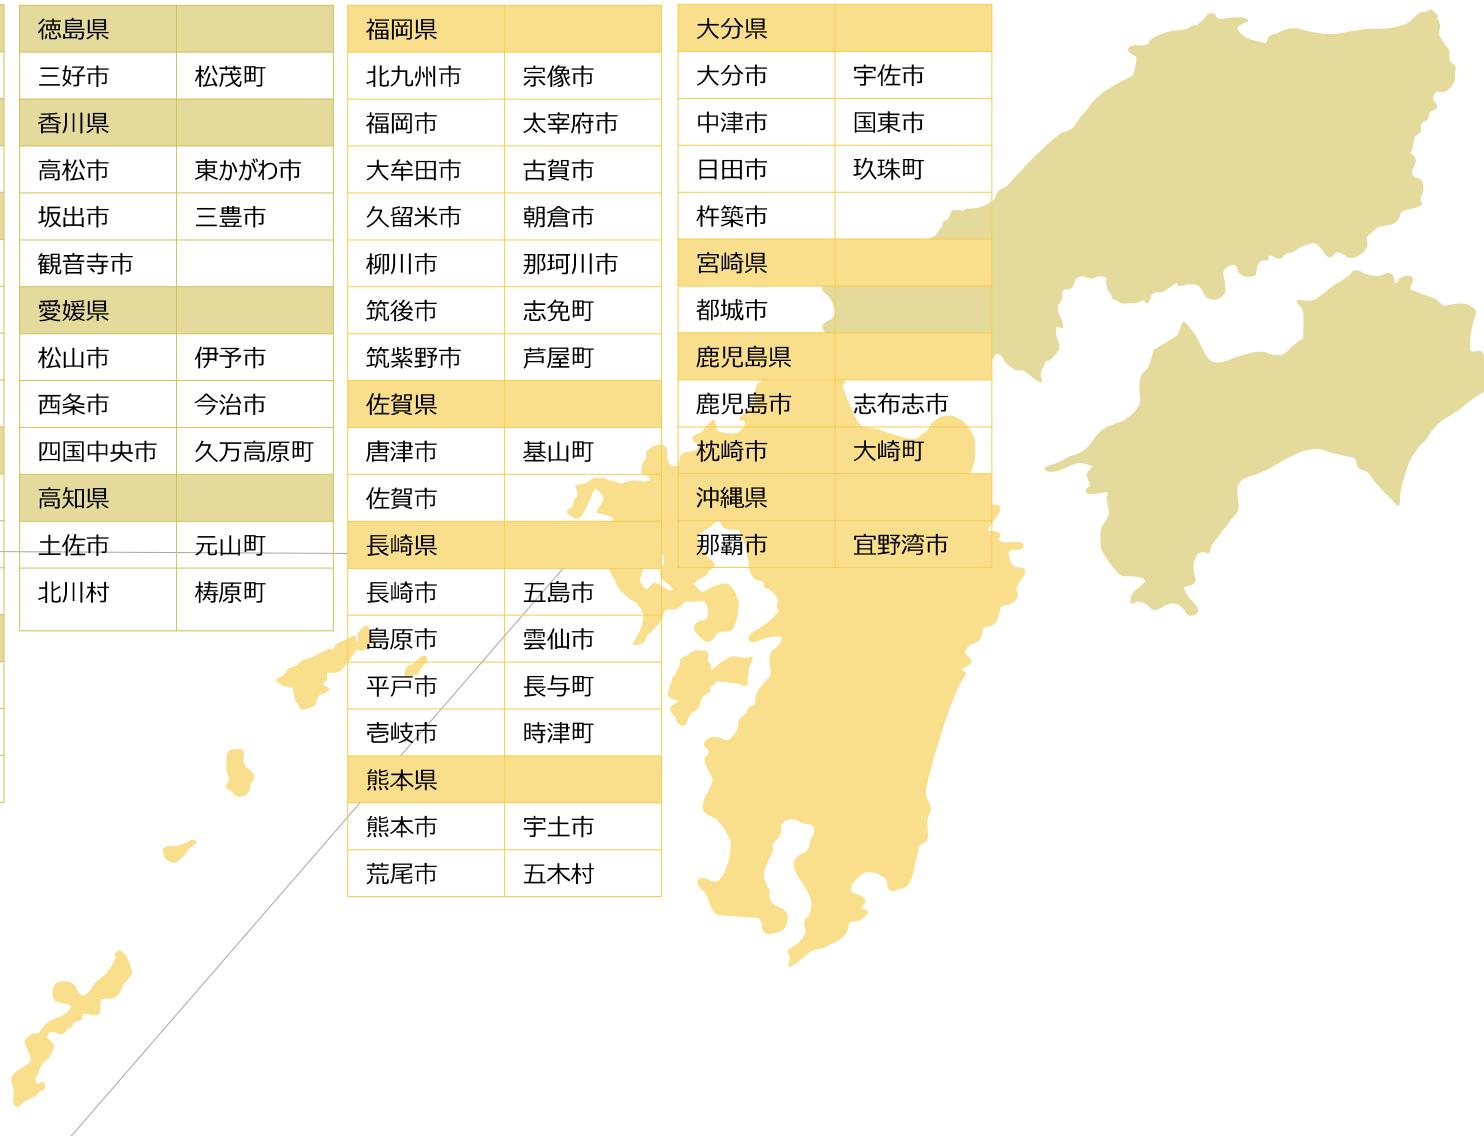 徳島県
三好市 松茂町
香川県
高松市 東かがわ市
坂出市 三豊市
観音寺市
愛媛県
松山市 伊予市
西条市 今治市
四国中央市 久万高原町
高知県
土佐市 元山町
北川村 梼原町
福岡県
北九州市 宗像市
福岡市 太宰府市
大牟田市 古賀市
久留米市 朝倉市
柳川市 那珂川市
筑後市 志免町
筑紫野市 芦屋町
佐賀県
唐津市 基山町
佐賀市
長崎県
長崎市 五島市
島原市 雲仙市
平戸市 長与町
壱岐市 時津町
熊本県
熊本市 宇土市
荒尾市 五木村
大分県
大分市 宇佐市
中津市 国東市
日田市 玖珠町
杵築市
宮崎県
都城市
鹿児島県
鹿児島市 志布志市
枕崎市 大崎町
沖縄県
那覇市 宜野湾市